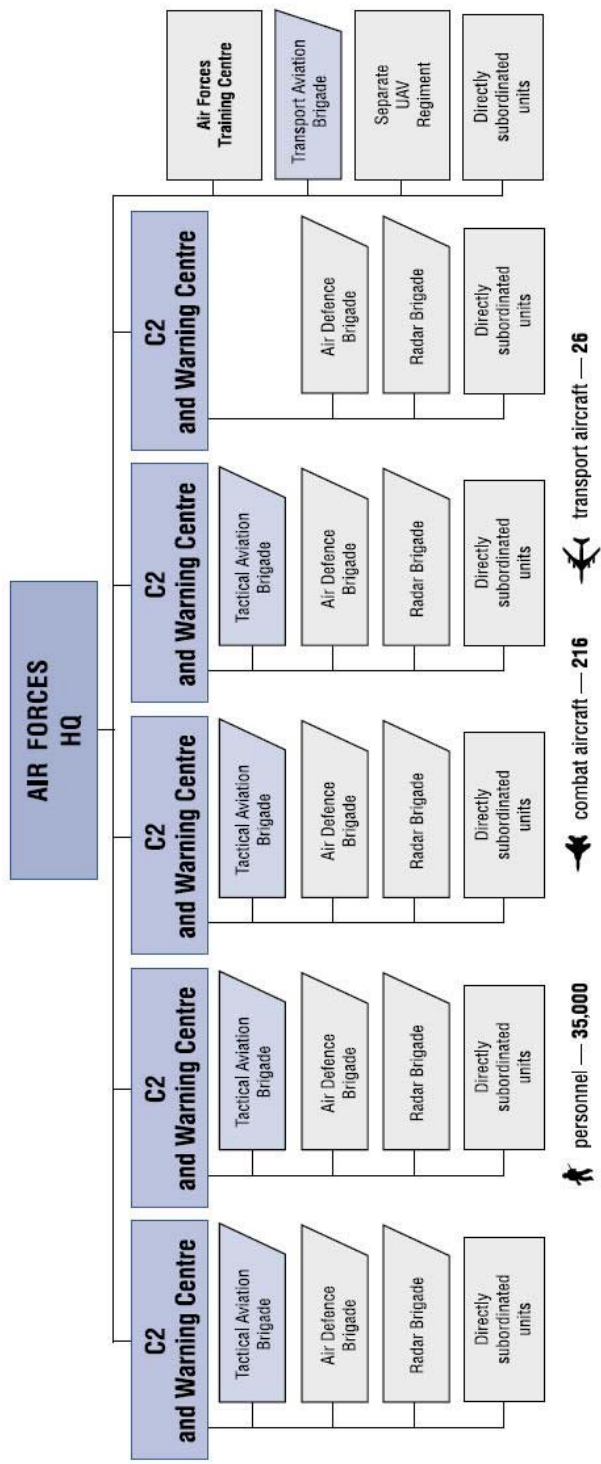 AIR FORCES
HQ
C2
and Warning Centre
Tactical Aviation
Brigade
Air Defence
Brigade
Radar Brigade
Directly
subordinated
units
C2
and Warning Centre
Tactical Aviation
Brigade
Air Defence
Brigade
Radar Brigade
Directly
subordinated
units
C2
and Warning Centre
Tactical Aviation
Brigade
Air Defence
Brigade
Radar Brigade
Directly
subordinated
units
C2
and Warning Centre
Tactical Aviation
Brigade
Air Defence
Brigade
Radar Brigade
Directly
subordinated
units
C2
and Warning Centre
Air Defence
Brigade
Radar Brigade
Directly
subordinated
units
Air Forces
Training Centre
Transport Aviation
Brigade
Separate
UAV
Regiment
Directly
subordinated
units
personnel — 35,000
combat aircraft — 216
transport aircraft — 26